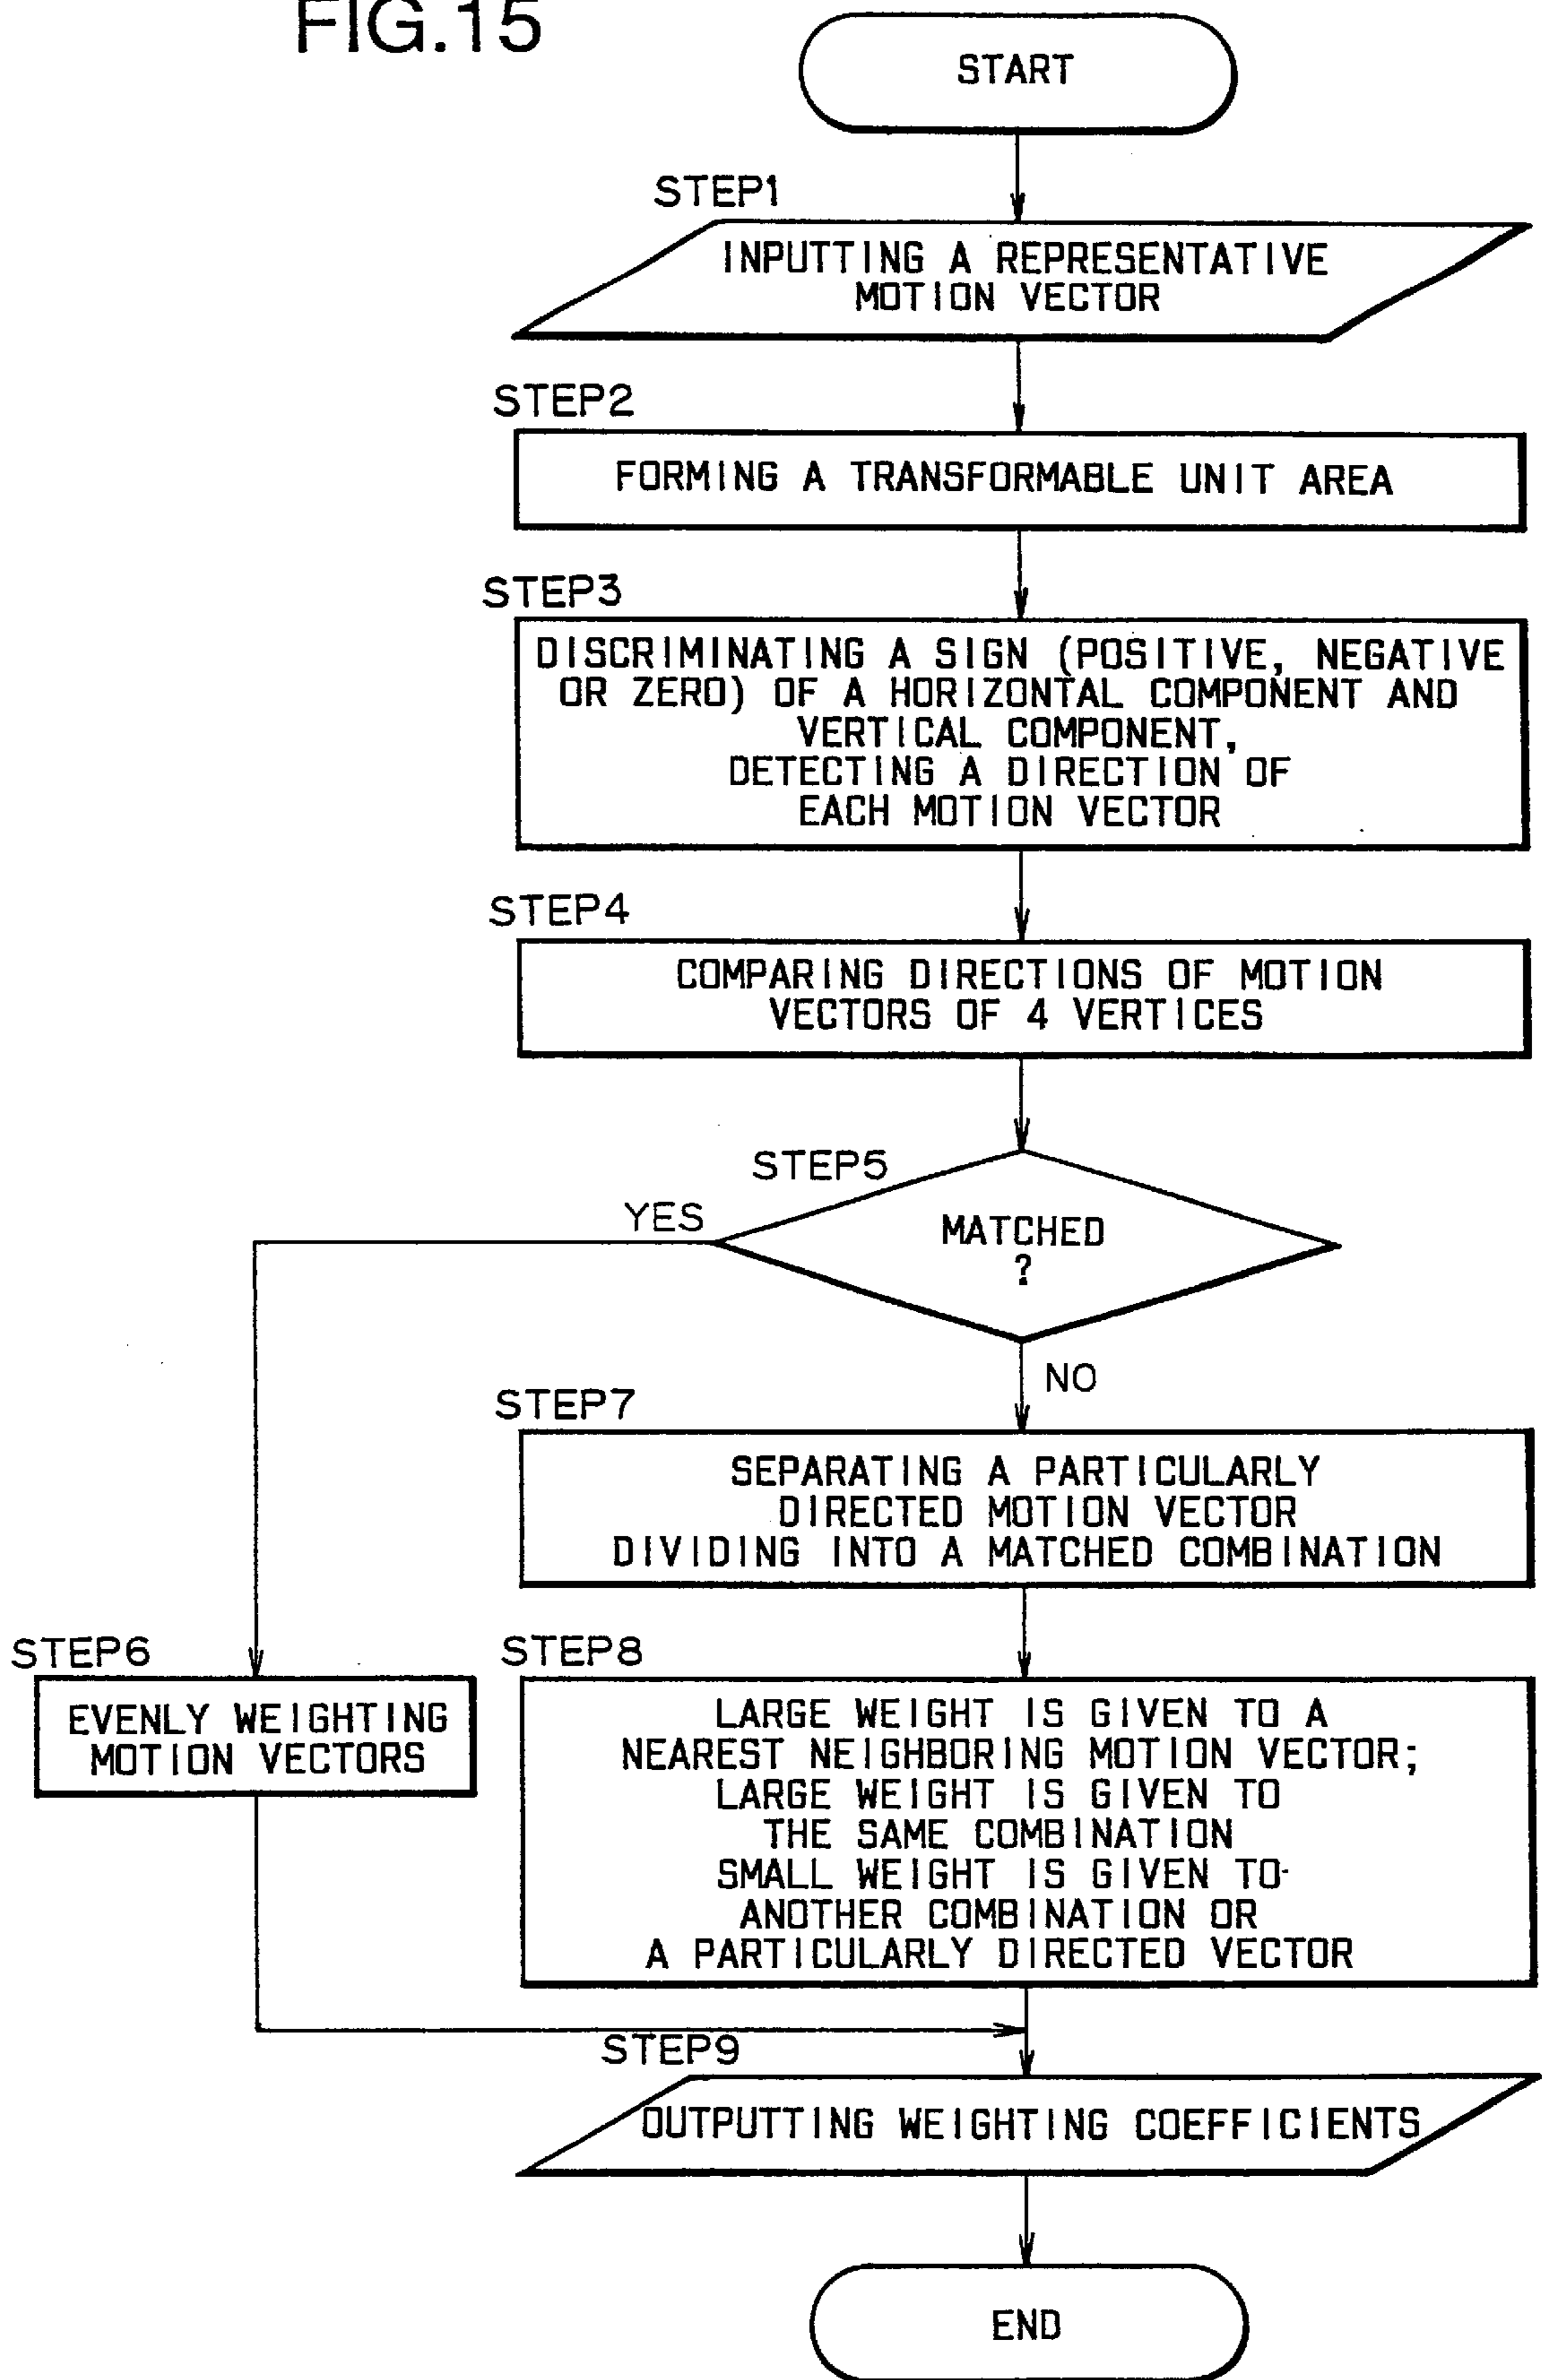 FIG.15
START
STEP1
INPUTTING A REPRESENTATIVE
MOTION VECTOR
STEP2
FORMING A TRANSFORMABLE UNIT AREA
STEP3
DISCRIMINATING A SIGN (POSITIVE, NEGATIVE
OR ZERO) OF A HORIZONTAL COMPONENT AND
VERTICAL COMPONENT,
DETECTING A DIRECTION OF
EACH MOTION VECTOR
STEP4
COMPARING DIRECTIONS OF MOTION
VECTORS OF 4 VERTICES
STEP5
YES
MATCHED
?
NO
STEP7
SEPARATING A PARTICULARLY
DIRECTED MOTION VECTOR
DIVIDING INTO A MATCHED COMBINATION
STEP6
EVENLY WEIGHTING
MOTION VECTORS
STEP8
LARGE WEIGHT IS GIVEN TO A
NEAREST NEIGHBORING MOTION VECTOR;
LARGE WEIGHT IS GIVEN TO
THE SAME COMBINATION
SMALL WEIGHT IS GIVEN TO
ANOTHER COMBINATION OR
A PARTICULARLY DIRECTED VECTOR
STEP9
OUTPUTTING WEIGHTING COEFFICIENTS
END